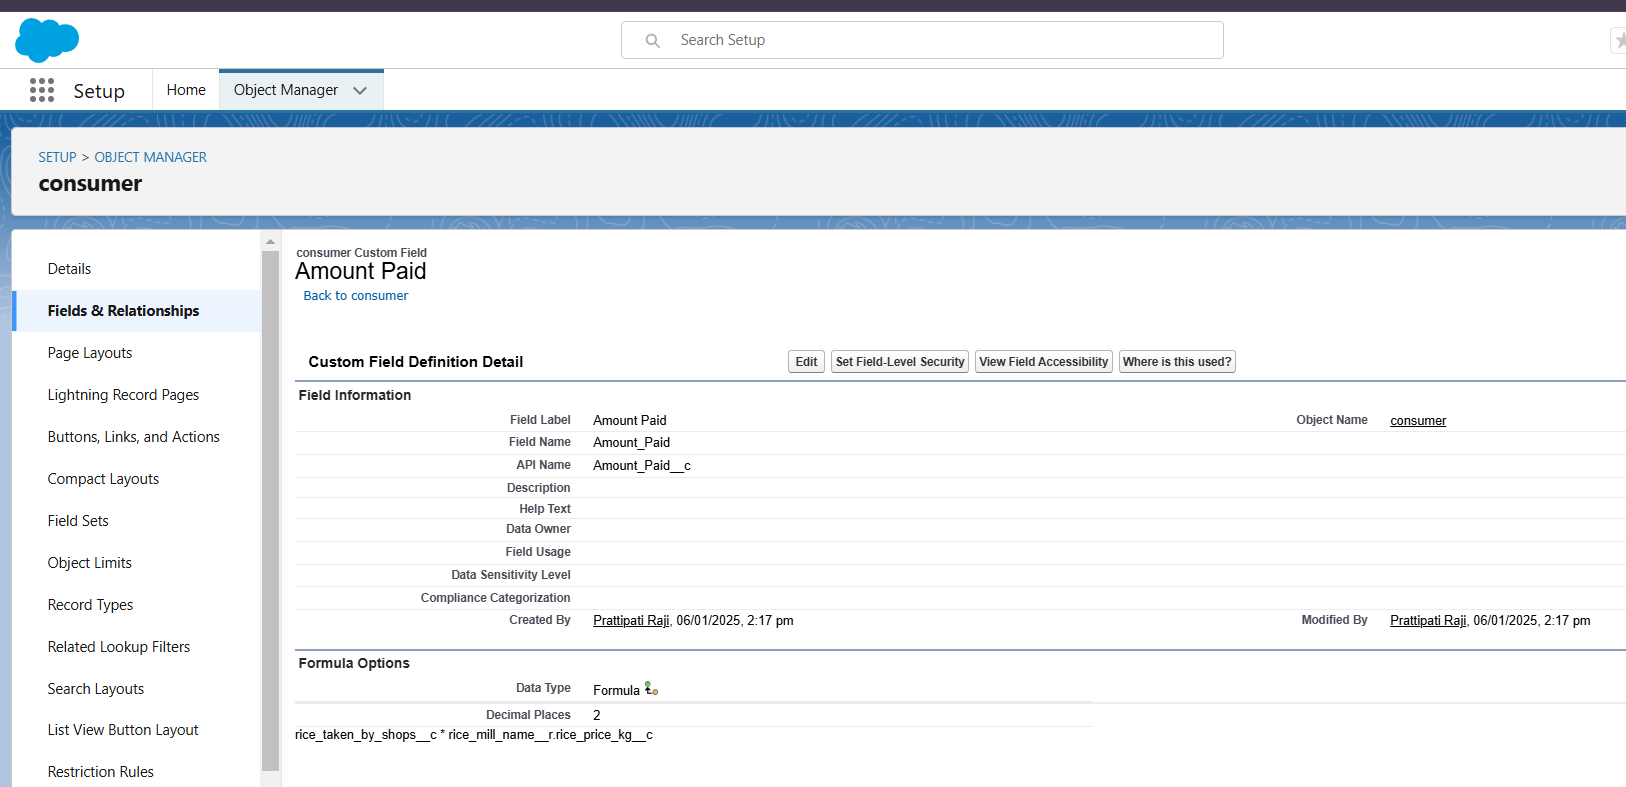 Search Setup
Setup
Home
Object Manager
SETUP > OBJECT MANAGER
consumer
Details
Fields & Relationships
Page Layouts
Lightning Record Pages
Buttons, Links, and Actions
Compact Layouts
Field Sets
Object Limits
Record Types
Related Lookup Filters
Search Layouts
List View Button Layout
Restriction Rules
consumer Custom Field
Amount Paid
Back to consumer
Custom Field Definition Detail
Edit
Set Field-Level Security
View Field Accessibility
Where is this used?
Field Information
Field Label Amount Paid Object Name consumer
Field Name Amount_Paid
API Name Amount_Paid__c
Description
Help Text
Data Owner
Field Usage
Data Sensitivity Level
Compliance Categorization
Created By Prattipati Raji, 06/01/2025, 2:17 pm Modified By Prattipati Raji, 06/01/2025, 2:17 pm
Formula Options
Data Type Formula
Decimal Places 2
rice_taken_by_shops__c * rice_mill_name__r.rice_price_kg__c